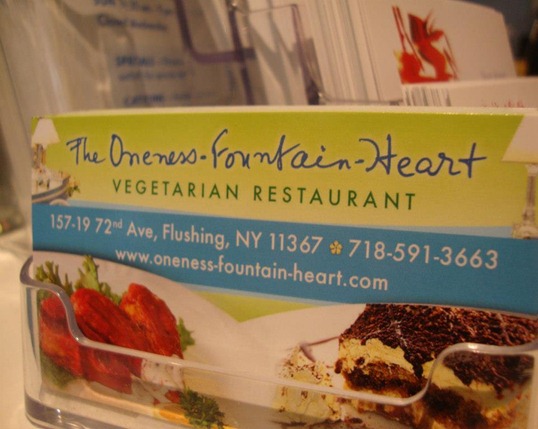 The Oneness-Fountain-Heart
VEGETARIAN RESTAURANT
157-19 72nd Ave, Flushing, NY 11367 718-591-3663
www.oneness-fountain-heart.com